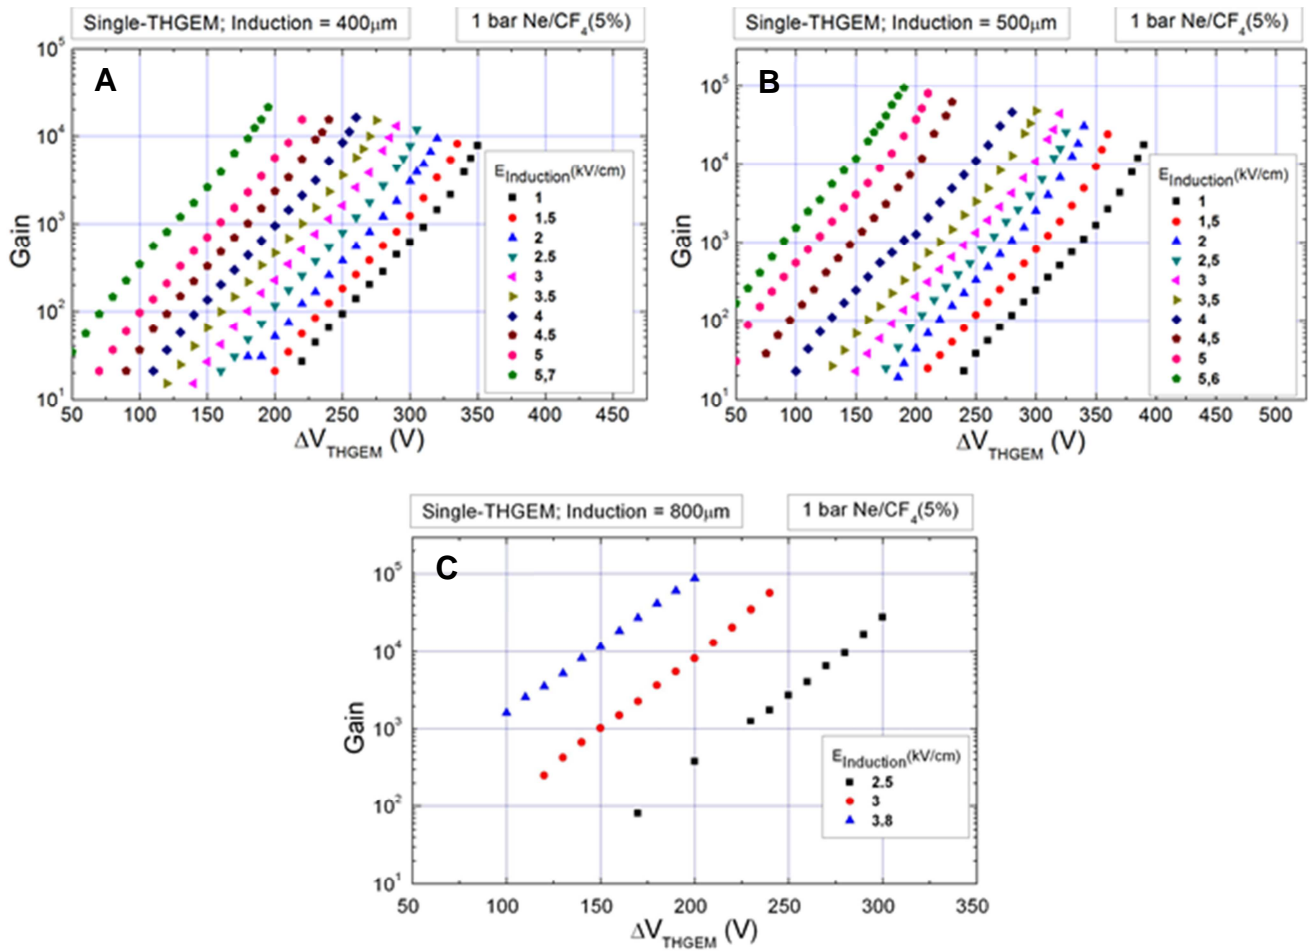 Single-THGEM; Induction = 400μm
1 bar Ne/CF4(5%)
A
Gain
10^5
10^4
10^3
10^2
10^1
50 100 150 200 250 300 350 400 450
ΔVTHGEM (V)
EInduction(kV/cm)
1
1.5
2
2.5
3
3.5
4
4.5
5
5,7
Single-THGEM; Induction = 500μm
1 bar Ne/CF4(5%)
B
Gain
10^5
10^4
10^3
10^2
10^1
50 100 150 200 250 300 350 400 450 500
ΔVTHGEM (V)
EInduction(kV/cm)
1
1,5
2
2,5
3
3,5
4
4,5
5
5,6
Single-THGEM; Induction = 800μm
1 bar Ne/CF4(5%)
C
Gain
10^5
10^4
10^3
10^2
10^1
50 100 150 200 250 300 350
ΔVTHGEM (V)
EInduction(kV/cm)
2.5
3
3.8